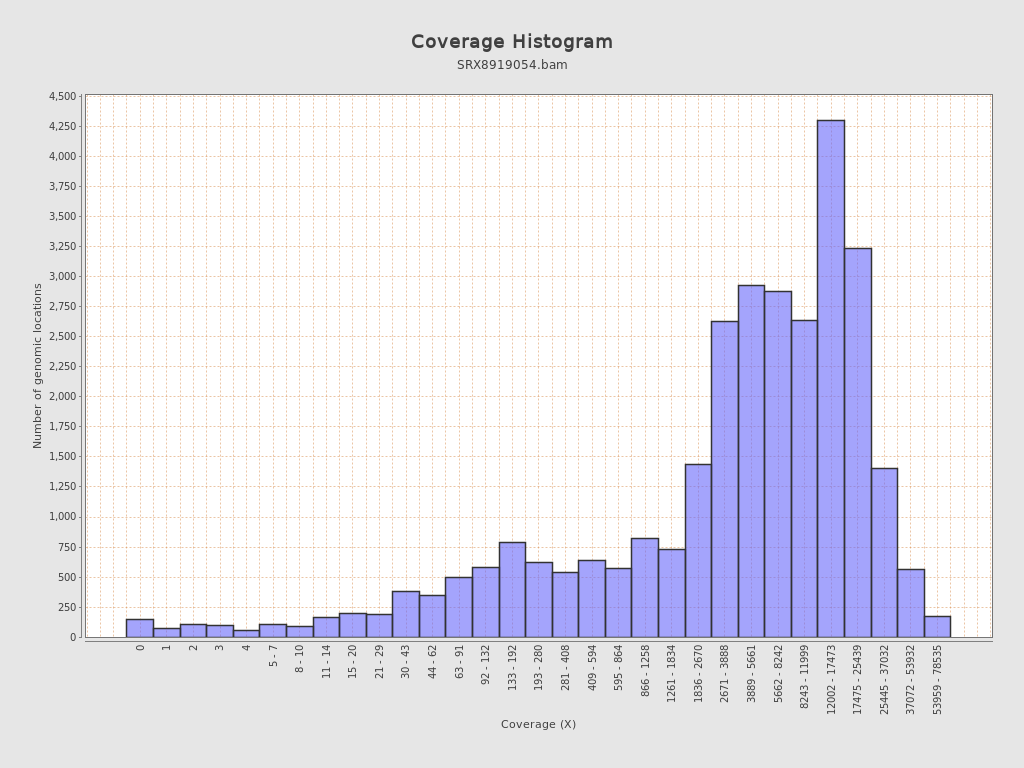 Coverage Histogram
SRX8919054.bam
Number of genomic locations
4,500
4,250
4,000
3,750
3,500
3,250
3,000
2,750
2,500
2,250
2,000
1,750
1,500
1,250
1,000
750
500
250
0
0
1
2
3
4
5 - 7
8 - 10
11 - 14
15 - 20
21 - 29
30 - 43
44 - 62
63 - 91
92 - 132
133 - 192
193 - 280
281 - 408
409 - 594
595 - 864
866 - 1258
1261 - 1834
1836 - 2670
2671 - 3888
3889 - 5661
5662 - 8242
8243 - 11999
12002 - 17473
17475 - 25439
25445 - 37032
37072 - 53932
53959 - 78535
Coverage (X)